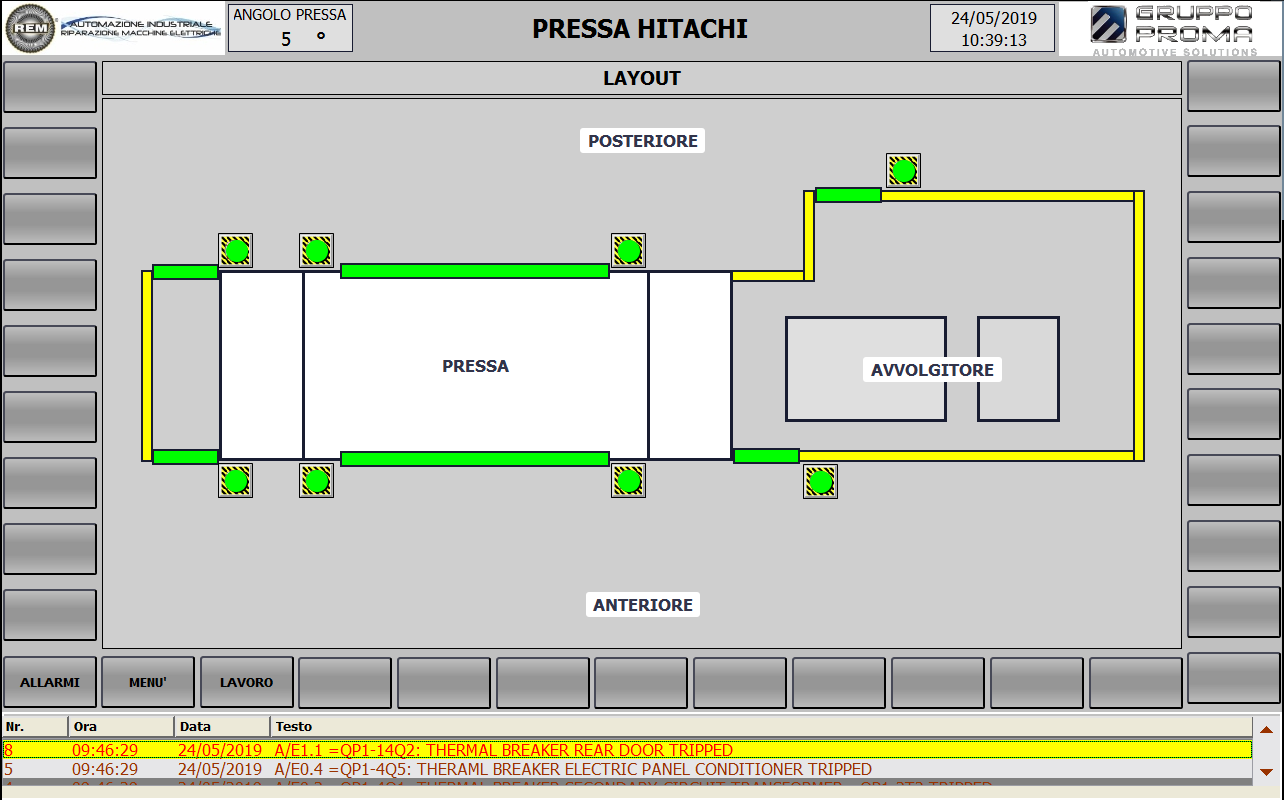 REM
AUTOMAZIONE INDUSTRIALE
RIPARAZIONE MACCHINE ELETTRICHE
ANGOLO PRESSA
5 °
PRESSA HITACHI
24/05/2019
10:39:13
GRUPPO
PROMA
AUTOMOTIVE SOLUTIONS
LAYOUT
POSTERIORE
PRESSA
AVVOLGITORE
ANTERIORE
ALLARMI MENU' LAVORO
Nr. Ora Data Testo
8 09:46:29 24/05/2019 A/E1.1 =QP1-14Q2: THERMAL BREAKER REAR DOOR TRIPPED
5 09:46:29 24/05/2019 A/E0.4 =QP1-4Q5: THERAML BREAKER ELECTRIC PANEL CONDITIONER TRIPPED